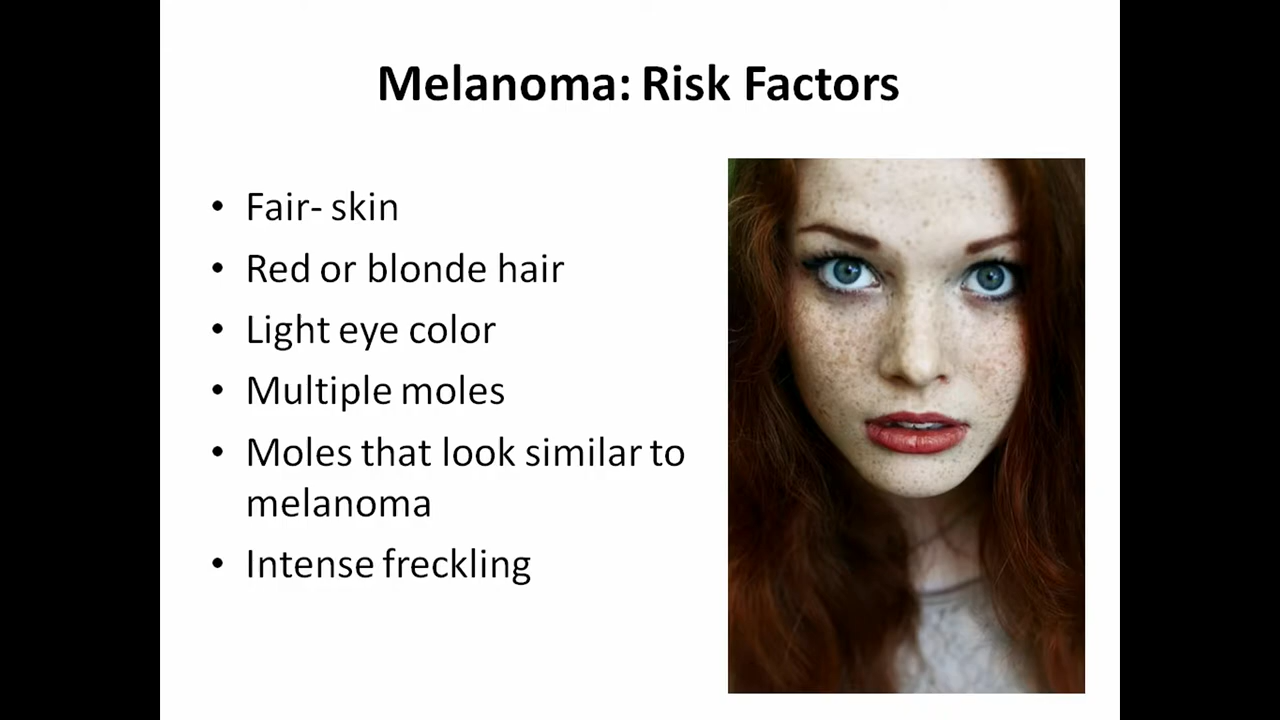 Melanoma: Risk Factors
• Fair- skin
• Red or blonde hair
• Light eye color
• Multiple moles
• Moles that look similar to
melanoma
• Intense freckling